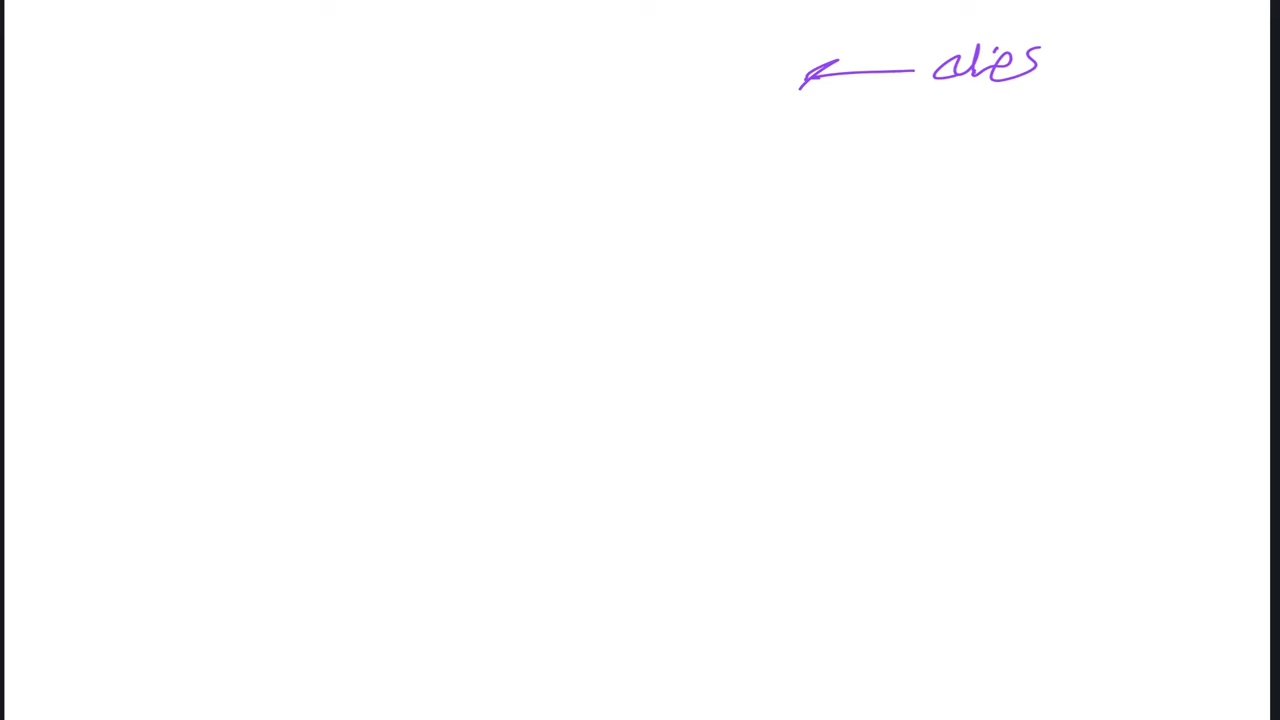 ← dies